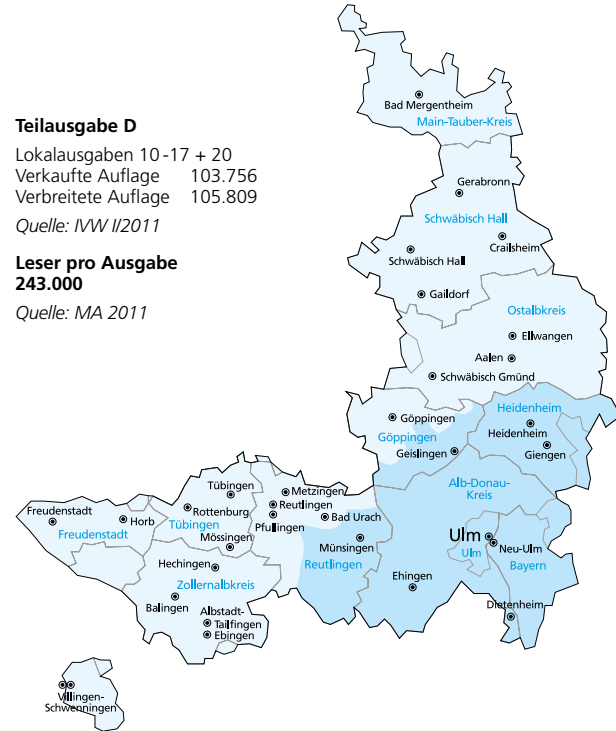 Teilausgabe D
Lokalausgaben 10-17 + 20
Verkaufte Auflage 103.756
Verbreitete Auflage 105.809
Quelle: IVW I/2011
Leser pro Ausgabe
243.000
Quelle: MA 2011
Bad Mergentheim
Main-Tauber-Kreis
Gerabronn
Schwäbisch Hall
Crailsheim
Schwäbisch Hall
Gaildorf
Ostalbkreis
Ellwangen
Aalen
Schwäbisch Gmünd
Göppingen
Göppingen
Geislingen
Heidenheim
Heidenheim
Giengen
Alb-Donau-
Kreis
Ulm
Ulm
Neu-Ulm
Bayern
Ehingen
Dietenheim
Metzingen
Reutlingen
Pfullingen
Bad Urach
Münsingen
Reutlingen
Tübingen
Rottenburg
Tübingen
Mössingen
Freudenstadt
Horb
Freudenstadt
Hechingen
Zollernalbkreis
Balingen
Albstadt-
Tailfingen
Ebingen
Villingen-
Schwenningen